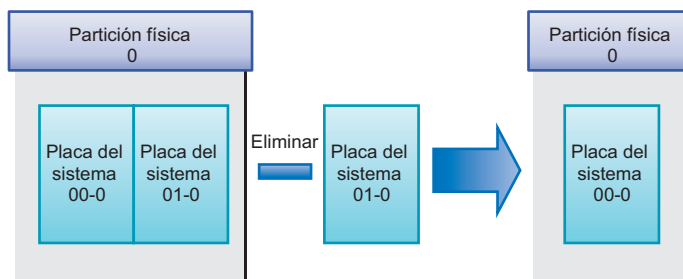 Partición física
0
Partición física
0
Placa del
sistema
00-0
Placa del
sistema
01-0
Eliminar
Placa del
sistema
01-0
Placa del
sistema
00-0